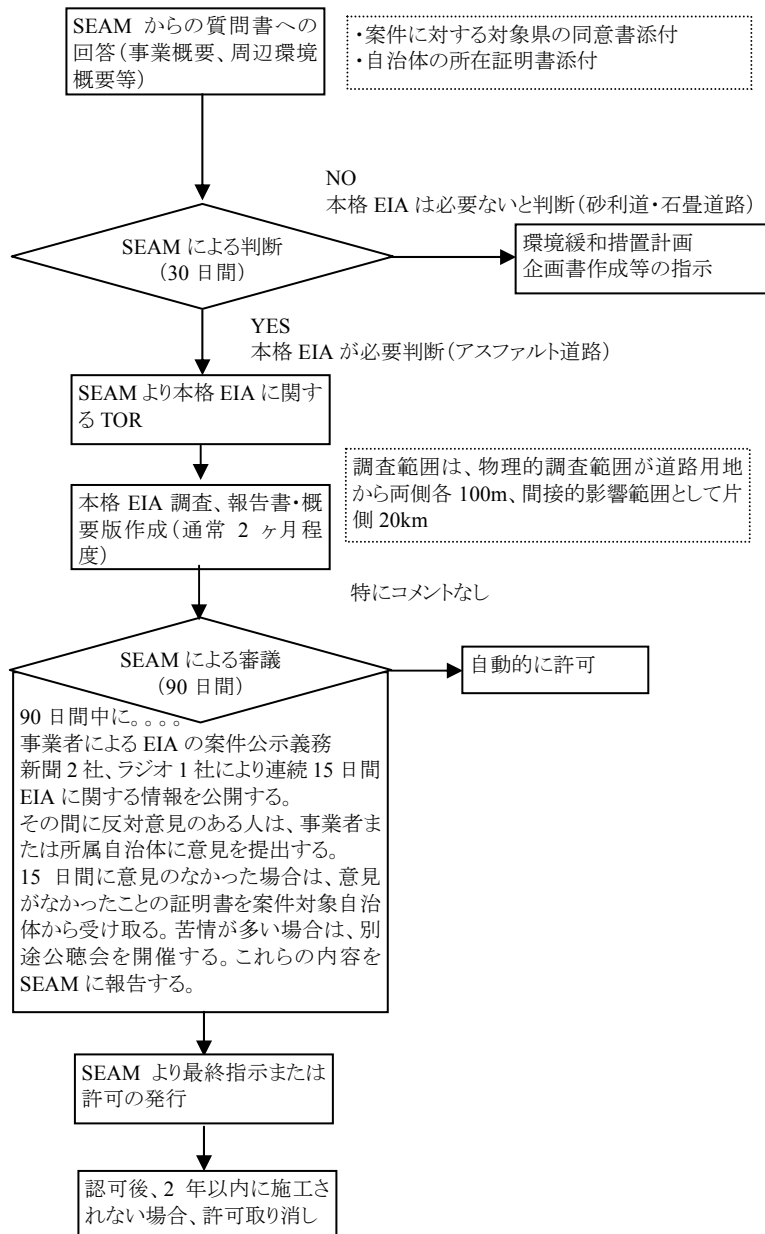 SEAM からの質問書への
回答(事業概要、周辺環境
概要等)
・案件に対する対象県の同意書添付
・自治体の所在証明書添付
NO
本格 EIA は必要ないと判断(砂利道・石畳道路)
SEAM による判断
(30 日間)
環境緩和措置計画
企画書作成等の指示
YES
本格 EIA が必要判断(アスファルト道路)
SEAM より本格 EIA に関す
る TOR
調査範囲は、物理的調査範囲が道路用地
から両側各 100m、間接的影響範囲として片
側 20km
本格 EIA 調査、報告書・概
要版作成(通常 2 ヶ月程
度)
特にコメントなし
SEAM による審議
(90 日間)
自動的に許可
90 日間中に。。。。
事業者による EIA の案件公示義務
新聞 2 社、ラジオ 1 社により連続 15 日間
EIA に関する情報を公開する。
その間に反対意見のある人は、事業者ま
たは所属自治体に意見を提出する。
15 日間に意見のなかった場合は、意見
がなかったことの証明書を案件対象自治
体から受け取る。苦情が多い場合は、別
途公聴会を開催する。これらの内容を
SEAM に報告する。
SEAM より最終指示または
許可の発行
認可後、2 年以内に施工さ
れない場合、許可取り消し